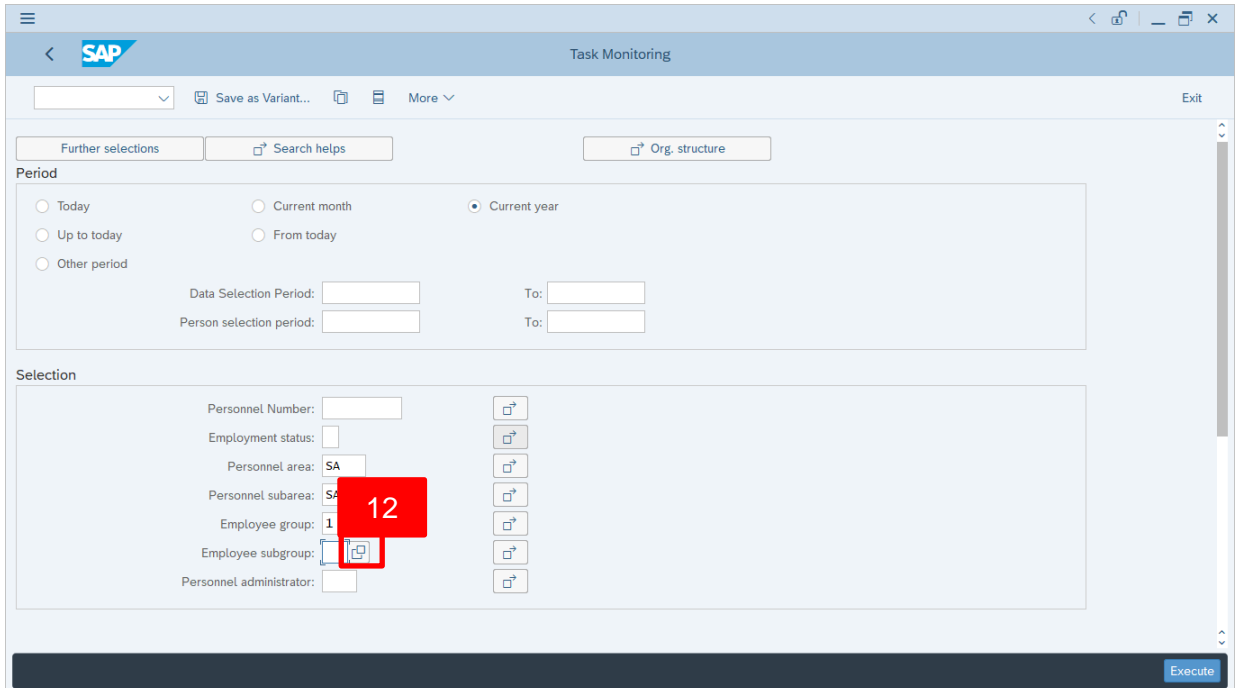 SAP
Task Monitoring
Save as Variant... More Exit
Further selections Search helps Org. structure
Period
Today Current month Current year
Up to today From today
Other period
Data Selection Period: To:
Person selection period: To:
Selection
Personnel Number:
Employment status:
Personnel area: SA
Personnel subarea: SA
12
Employee group: 1
Employee subgroup:
Personnel administrator:
Execute